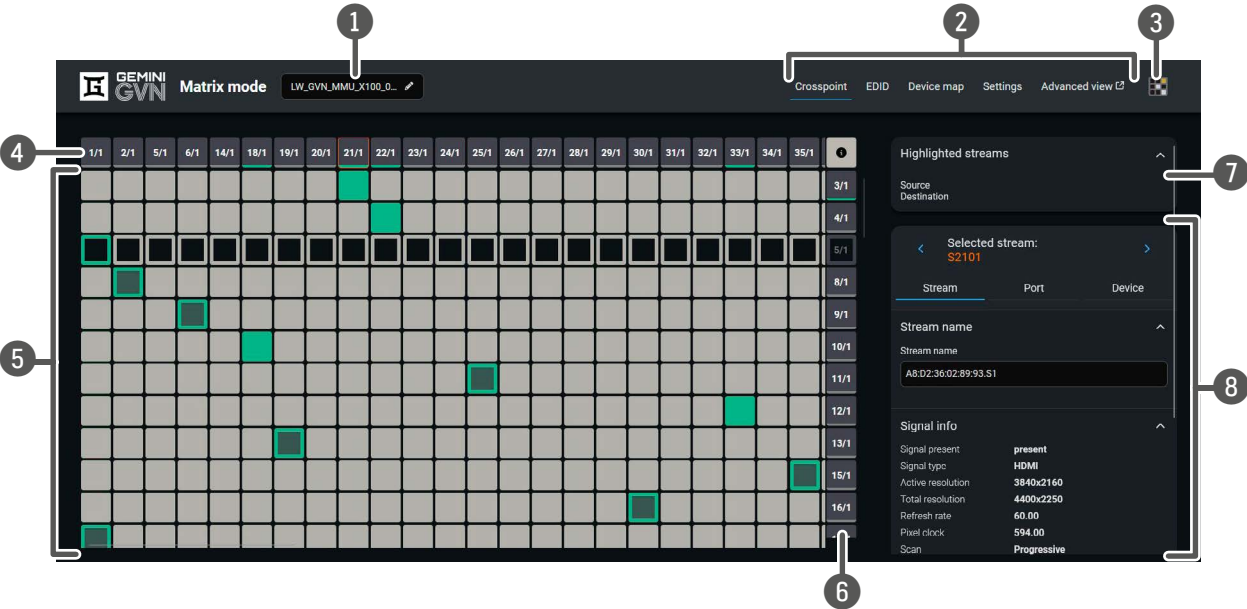 1
2
3
GEMINI
GVN
Matrix mode
LW_GVN_MMU_X100_0...
Crosspoint EDID Device map Settings Advanced view
4
1/1 2/1 5/1 6/1 14/1 18/1 19/1 20/1 21/1 22/1 23/1 24/1 25/1 26/1 27/1 28/1 29/1 30/1 31/1 32/1 33/1 34/1 35/1
3/1
4/1
5/1
8/1
9/1
10/1
11/1
12/1
13/1
15/1
16/1
5
6
Highlighted streams
Source
Destination
7
Selected stream:
S2101
Stream Port Device
Stream name
Stream name
A8:D2:36:02:89:93.S1
8
Signal info
Signal present present
Signal type HDMI
Active resolution 3840x2160
Total resolution 4400x2250
Refresh rate 60.00
Pixel clock 594.00
Scan Progressive